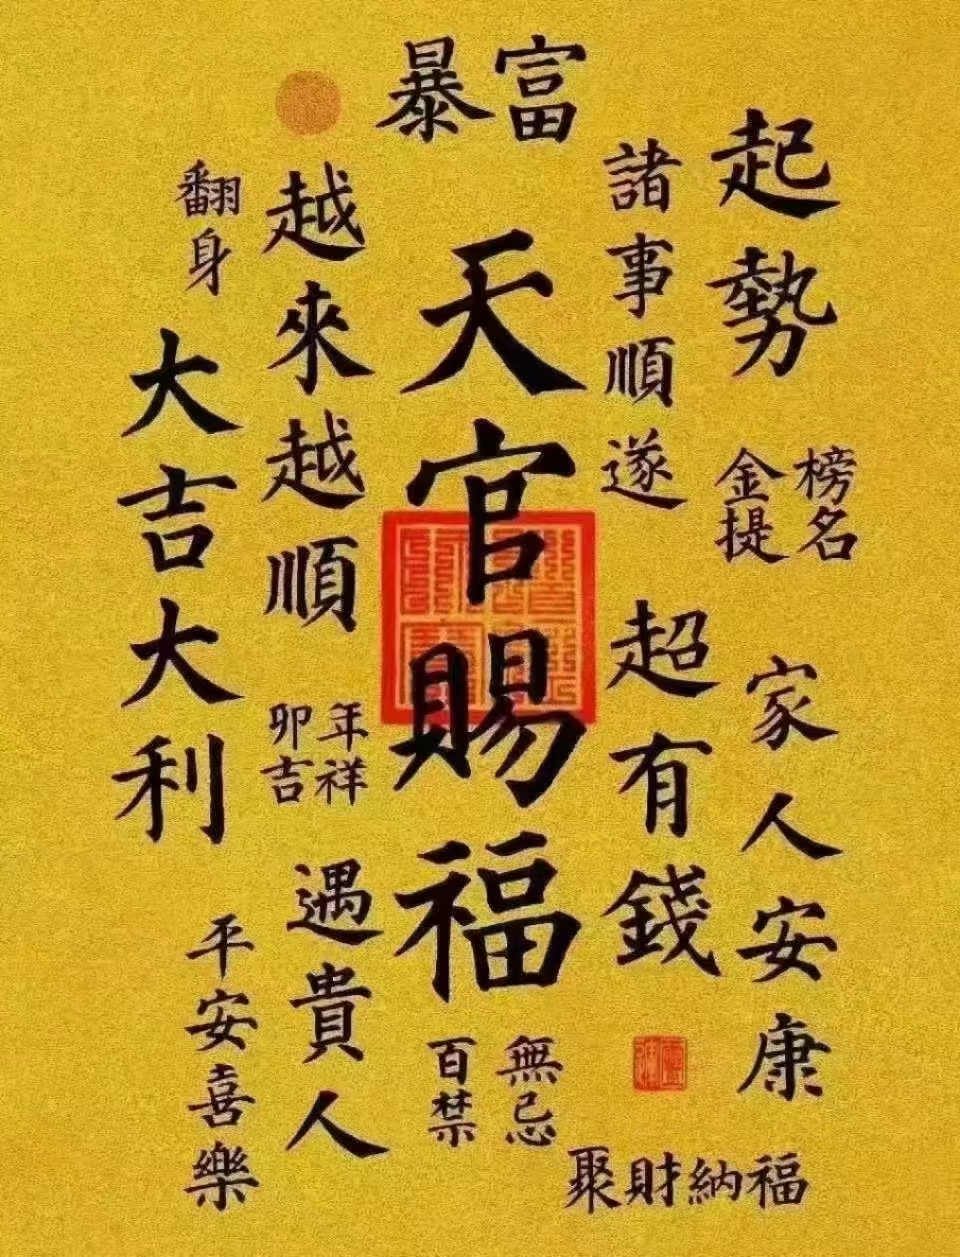 暴富
起勢
榜名
金提
家人安康
諸事順遂
超有錢
聚財納福
天官賜福
無忌
百禁
越來越順
年祥
卯吉
遇貴人
翻身
大吉大利
平安喜樂